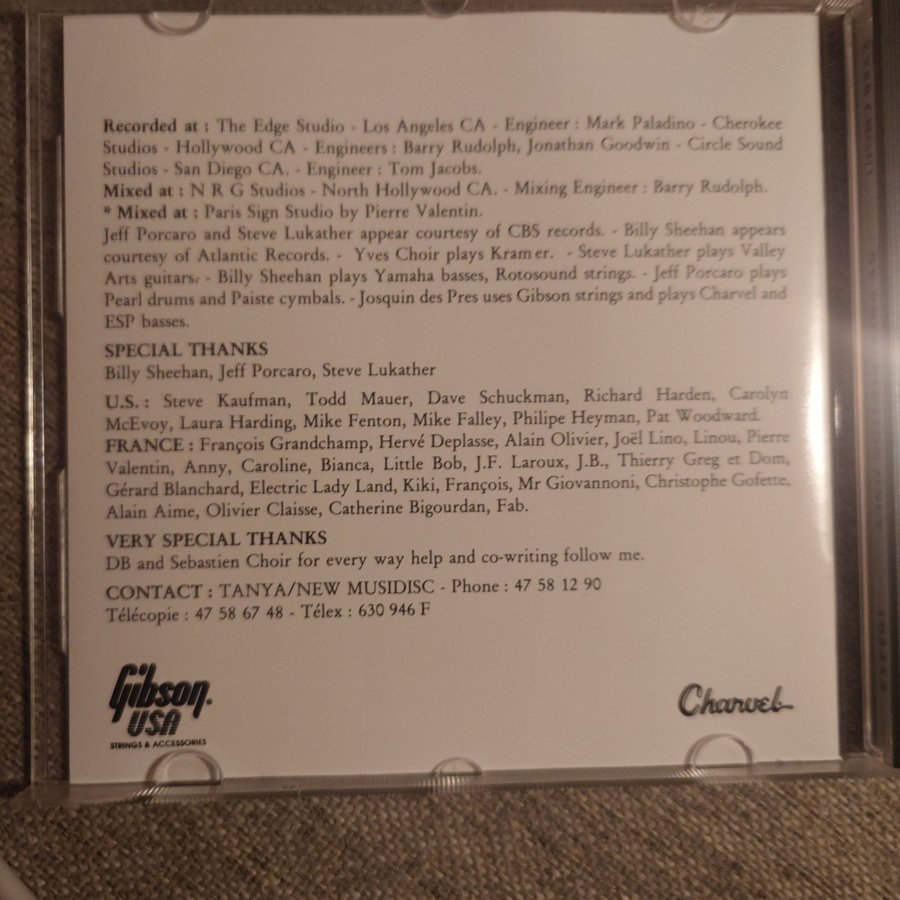 Recorded at : The Edge Studio - Los Angeles CA - Engineer : Mark Paladino - Cherokee
Studios - Hollywood CA - Engineers : Barry Rudolph, Jonathan Goodwin - Circle Sound
Studios - San Diego CA. - Engineer : Tom Jacobs.
Mixed at : N R G Studios - North Hollywood CA. - Mixing Engineer : Barry Rudolph.
* Mixed at : Paris Sign Studio by Pierre Valentin.
Jeff Porcaro and Steve Lukather appear courtesy of CBS records. - Billy Sheehan appears
courtesy of Atlantic Records. - Yves Choir plays Kramer. - Steve Lukather plays Valley
Arts guitars. - Billy Sheehan plays Yamaha basses, Rotosound strings. - Jeff Porcaro plays
Pearl drums and Paiste cymbals. - Josquin des Pres uses Gibson strings and plays Charvel and
ESP basses.
SPECIAL THANKS
Billy Sheehan, Jeff Porcaro, Steve Lukather
U.S. : Steve Kaufman, Todd Mauer, Dave Schuckman, Richard Harden, Carolyn
McEvoy, Laura Harding, Mike Fenton, Mike Falley, Philipe Heyman, Pat Woodward.
FRANCE : François Grandchamp, Hervé Deplasse, Alain Olivier, Joël Lino, Linou, Pierre
Valentin, Anny, Caroline, Bianca, Little Bob, J.F. Laroux, J.B., Thierry Greg et Dom,
Gérard Blanchard, Electric Lady Land, Kiki, François, Mr Giovannoni, Christophe Gofette,
Alain Aime, Olivier Claisse, Catherine Bigourdan, Fab.
VERY SPECIAL THANKS
DB and Sebastien Choir for every way help and co-writing follow me.
CONTACT : TANYA/NEW MUSIDISC - Phone : 47 58 12 90
Télécopie : 47 58 67 48 - Télex : 630 946 F
Gibson.
USA
STRINGS & ACCESSORIES
Charvel